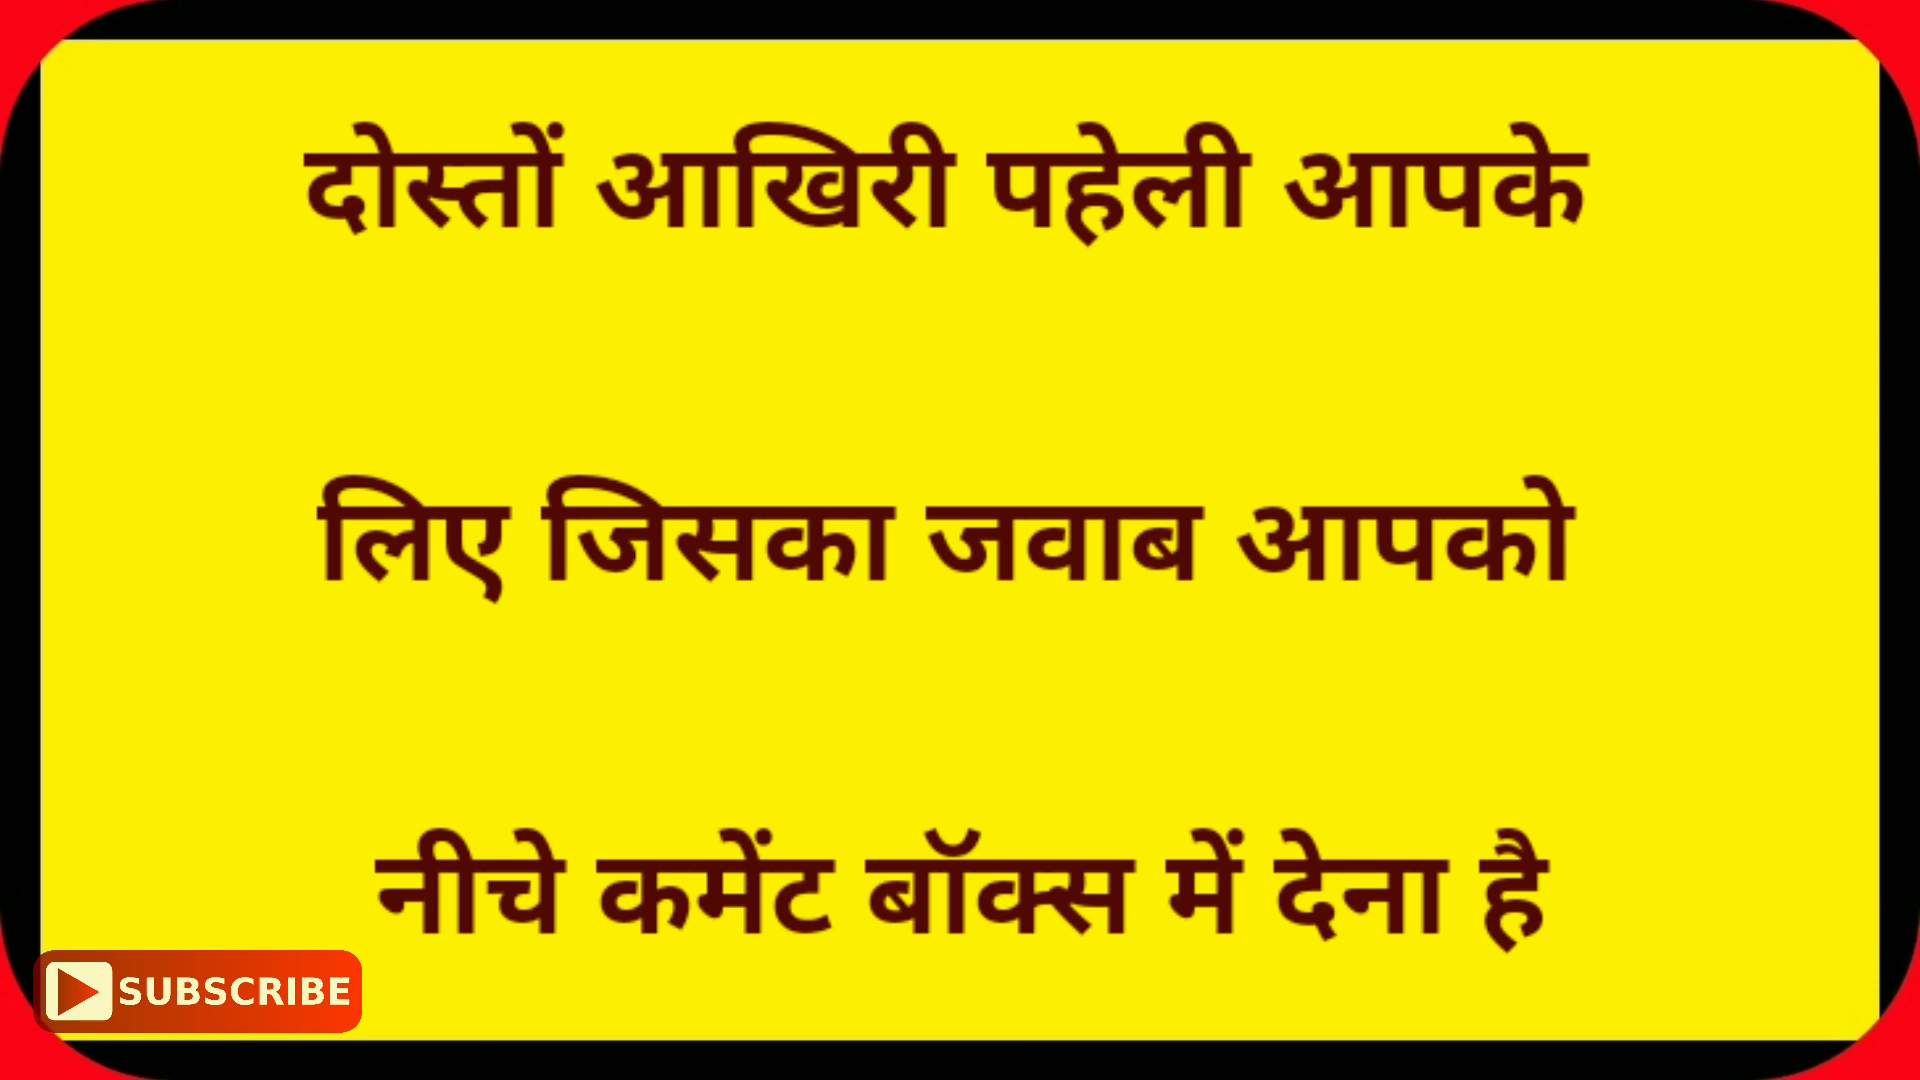 दोस्तों आखिरी पहेली आपके
लिए जिसका जवाब आपको
नीचे कमेंट बॉक्स में देना है
SUBSCRIBE